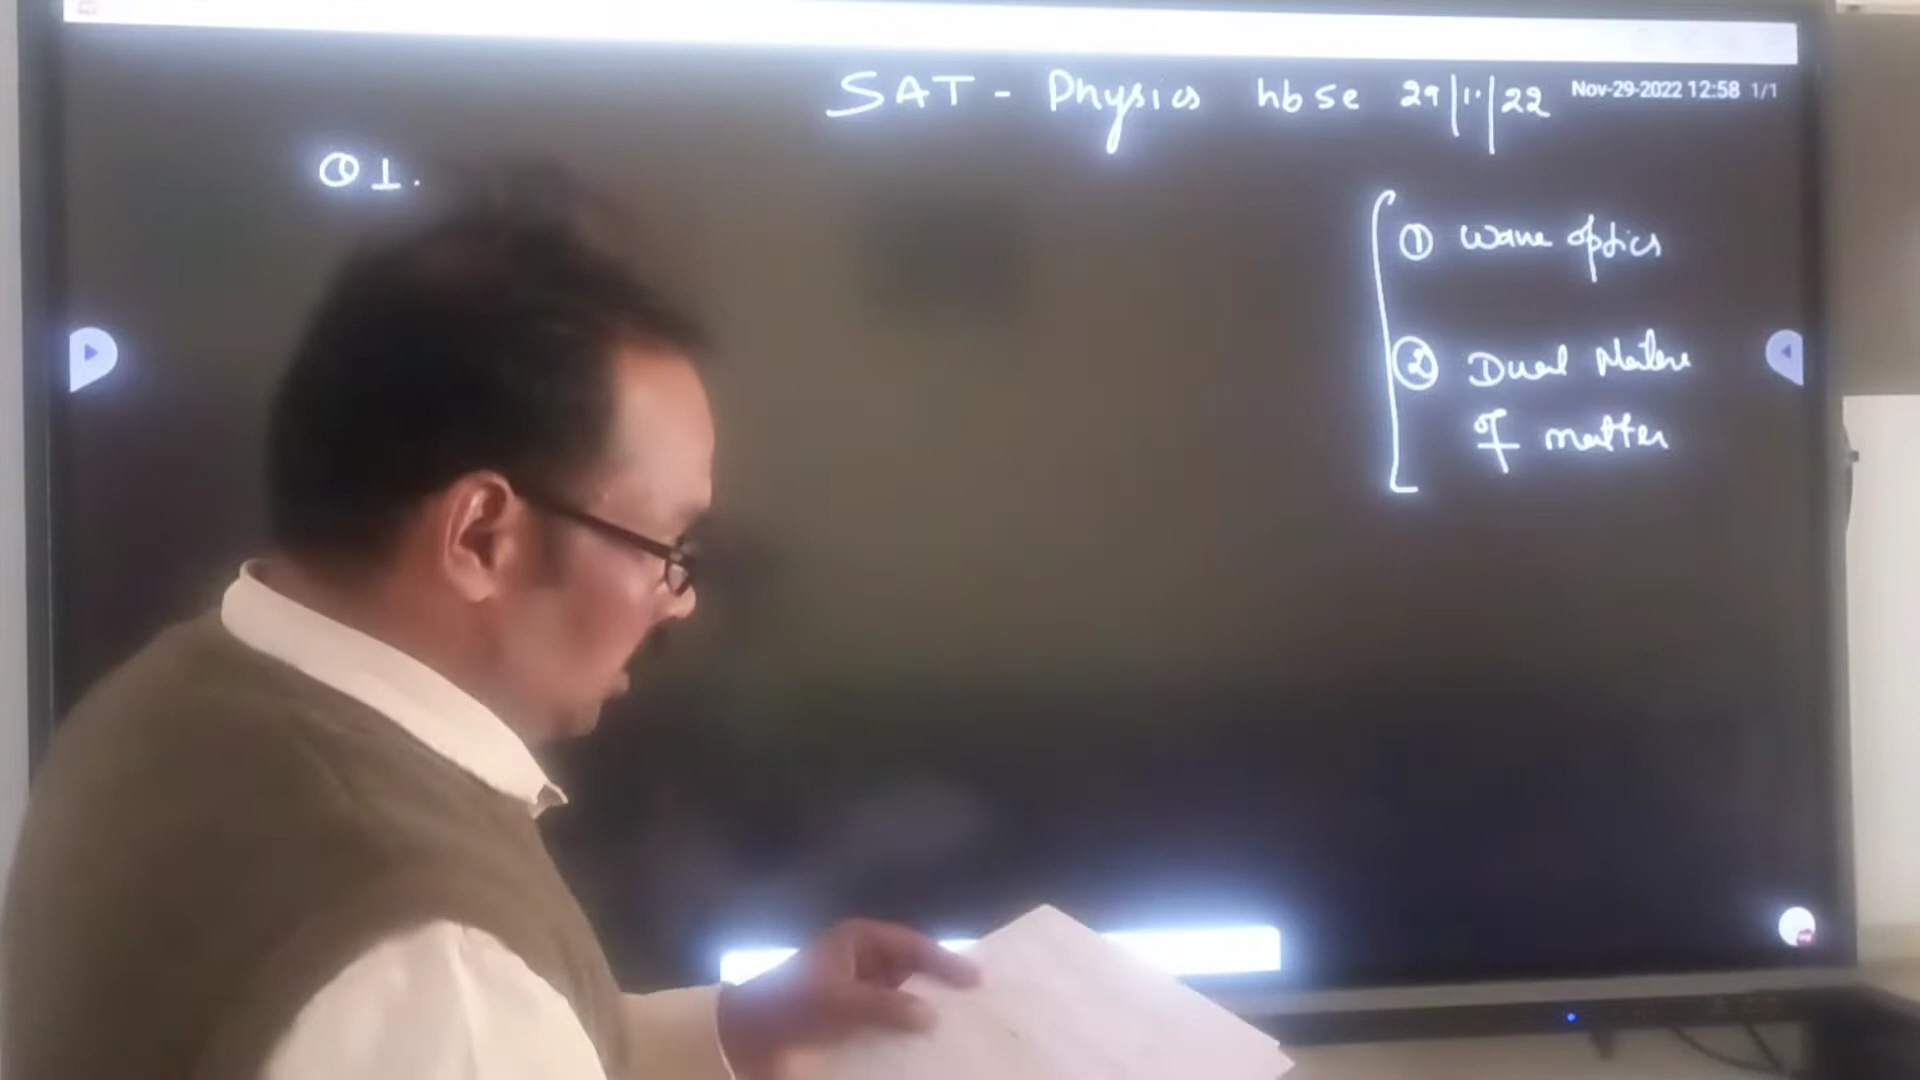 SAT - Physics hbse 29/11/22
Nov-29-2022 12:58 1/1
Q1.
① Wave optics
② Dual Nature
of matter